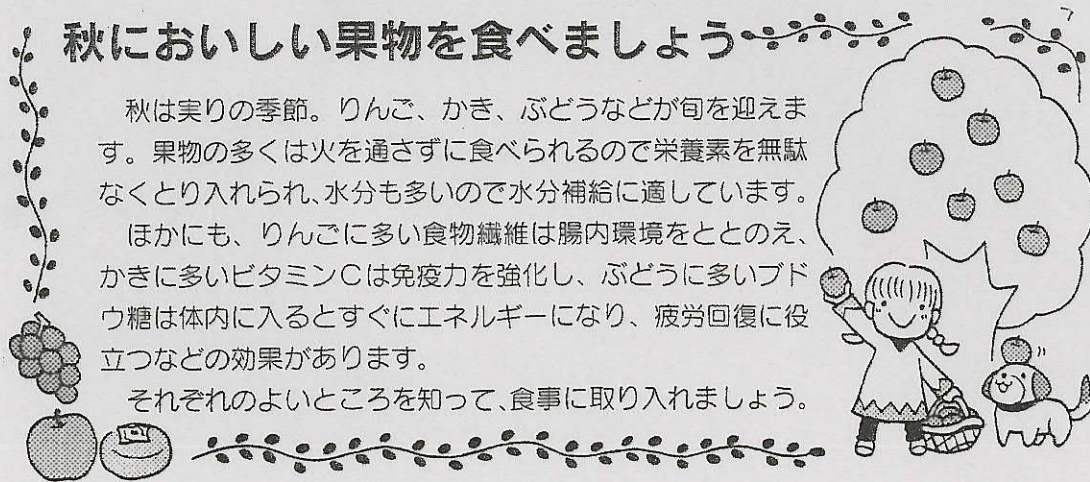 秋においしい果物を食べましょう
秋は実りの季節。りんご、かき、ぶどうなどが旬を迎えま
す。果物の多くは火を通さずに食べられるので栄養素を無駄
なくとり入れられ、水分も多いので水分補給に適しています。
ほかにも、りんごに多い食物繊維は腸内環境をととのえ、
かきに多いビタミンCは免疫力を強化し、ぶどうに多いブド
ウ糖は体内に入るとすぐにエネルギーになり、疲労回復に役
立つなどの効果があります。
それぞれのよいところを知って、食事に取り入れましょう。